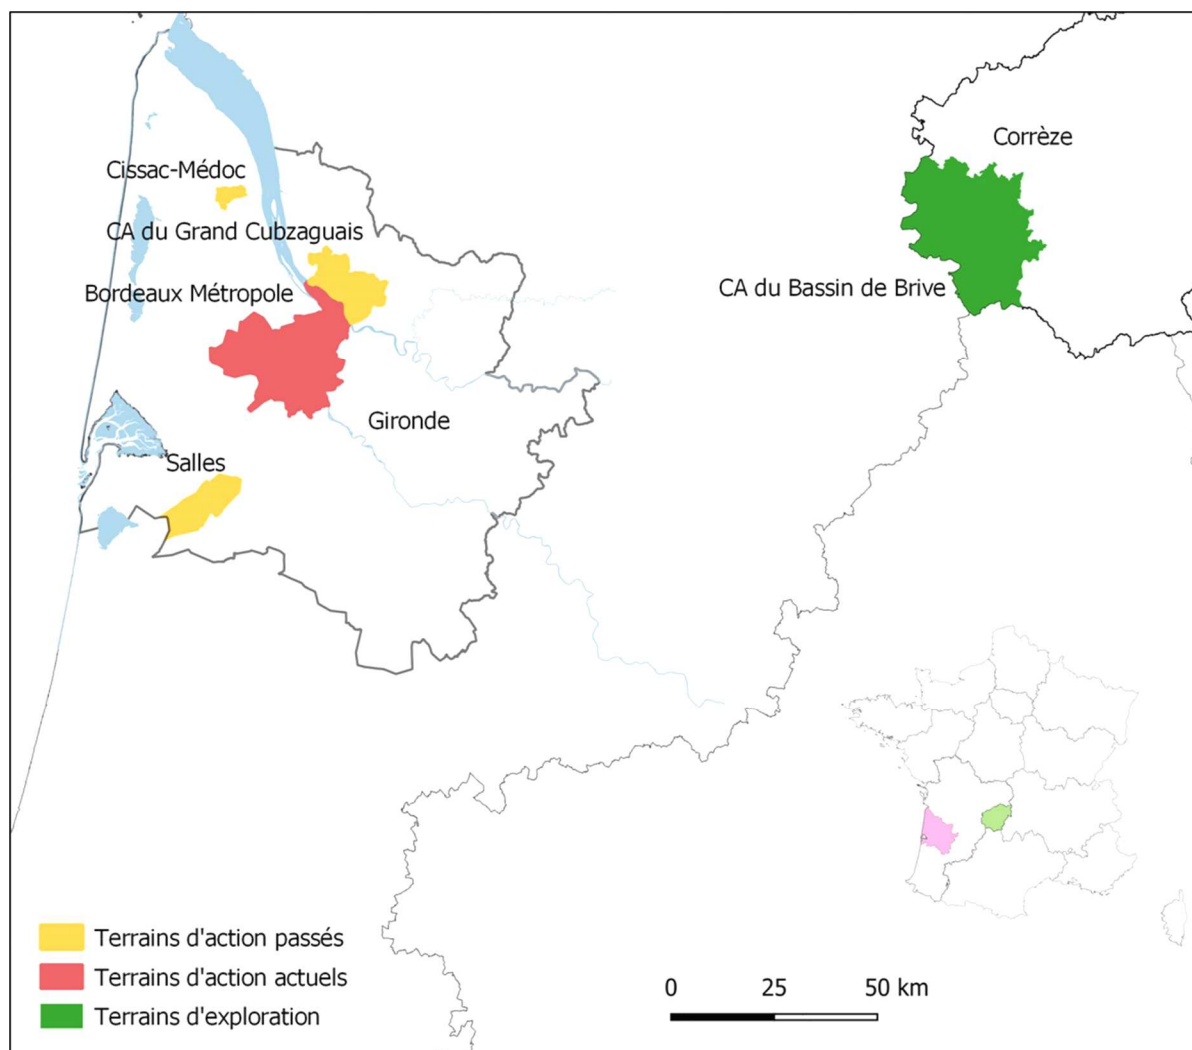 Corrèze
Cissac-Médoc
CA du Grand Cubzaguais
Bordeaux Métropole
CA du Bassin de Brive
Gironde
Salles
Terrains d'action passés
Terrains d'action actuels
Terrains d'exploration
0 25 50 km